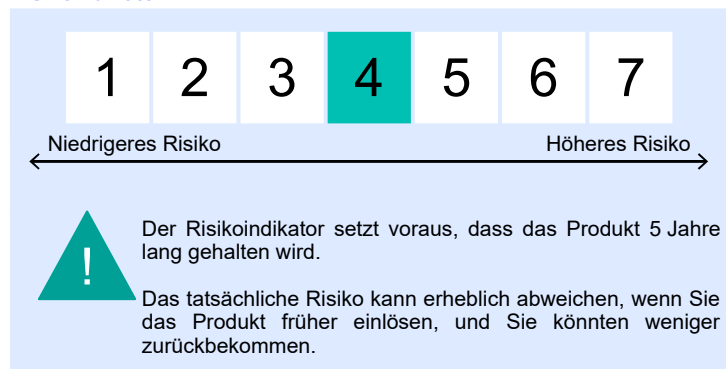 1 2 3 4 5 6 7
Niedrigeres Risiko Höheres Risiko
!
Der Risikoindikator setzt voraus, dass das Produkt 5 Jahre
lang gehalten wird.
Das tatsächliche Risiko kann erheblich abweichen, wenn Sie
das Produkt früher einlösen, und Sie könnten weniger
zurückbekommen.